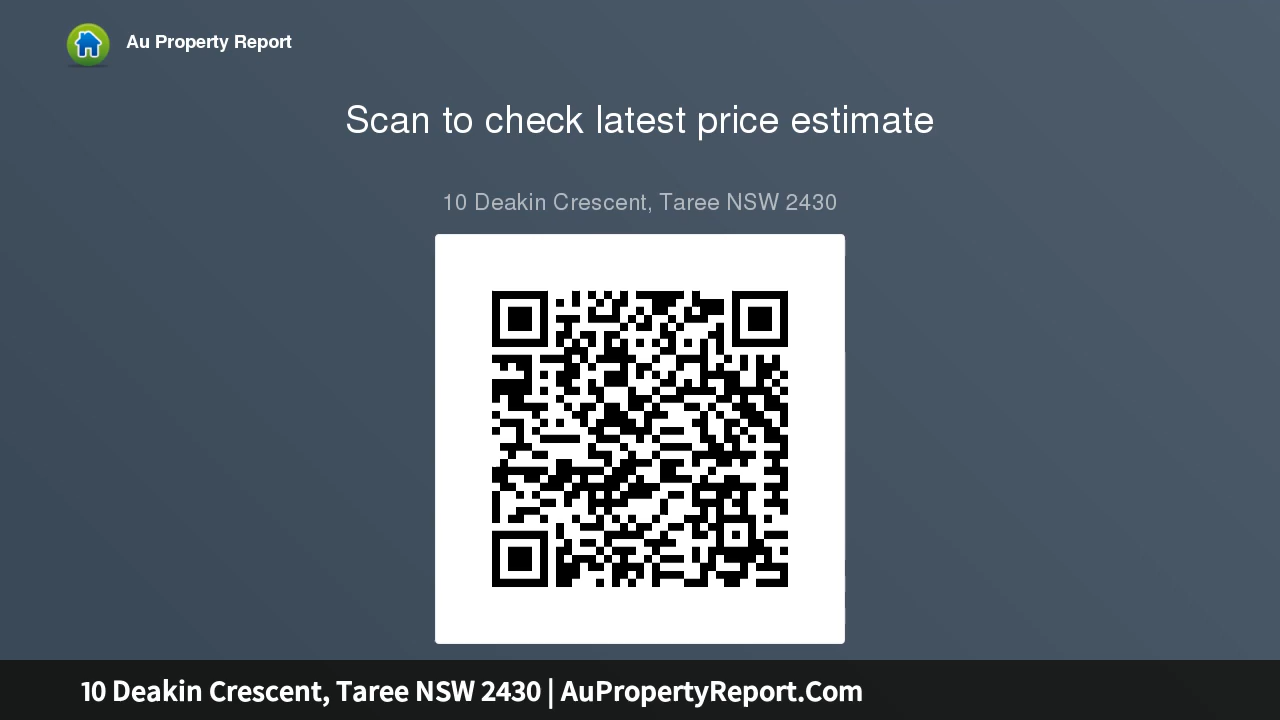 Au Property Report
Scan to check latest price estimate
10 Deakin Crescent, Taree NSW 2430
10 Deakin Crescent, Taree NSW 2430 | AuPropertyReport.Com